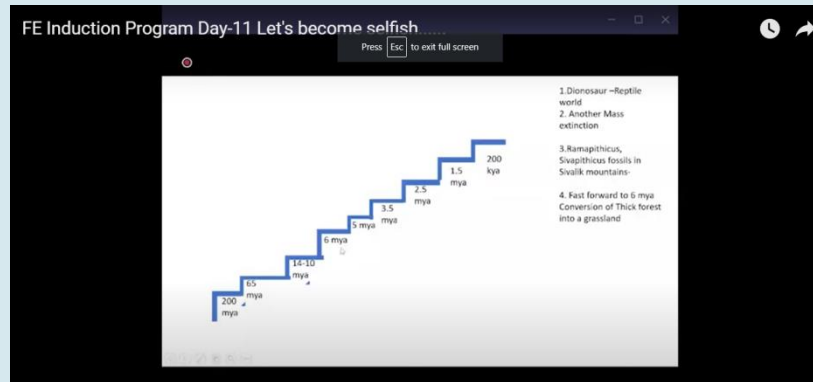 FE Induction Program Day-11 Let's become selfish......
Press Esc to exit full screen
1.Dionosaur –Reptile
world
2. Another Mass
extinction
3.Ramapithicus,
Sivapithicus fossils in
Sivalik mountains-
4. Fast forward to 6 mya
Conversion of Thick forest
into a grassland
200
kya
1.5
mya
2.5
mya
3.5
mya
5 mya
6 mya
14-10
mya
65
mya
200
mya